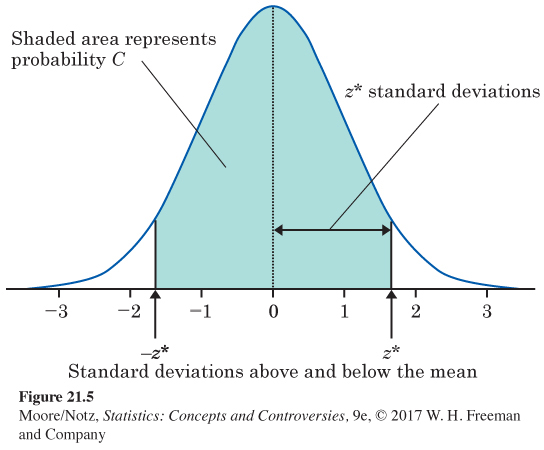 Shaded area represents
probability C
z* standard deviations
−3 −2 −1 0 1 2 3
−z* z*
Standard deviations above and below the mean
Figure 21.5
Moore/Notz, Statistics: Concepts and Controversies, 9e, © 2017 W. H. Freeman
and Company